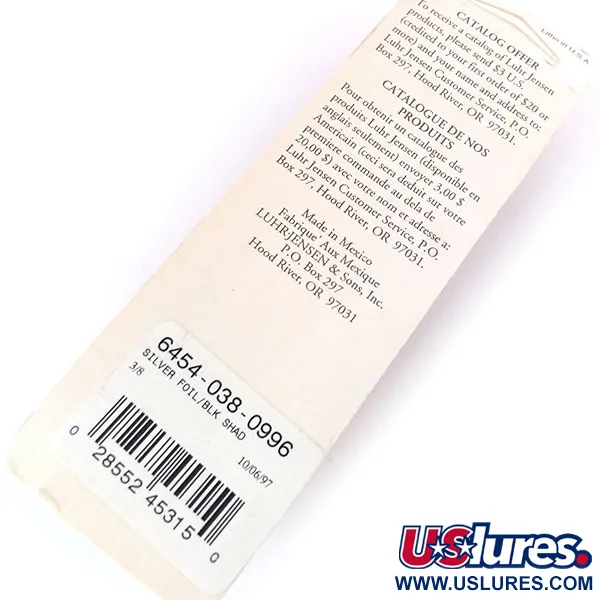 Litho in U.S.A.
CATALOG OFFER
To receive a catalog of Luhr Jensen
products, please send $3 U.S.
(credited to your first order of $20 or
more) and your name and address to:
Luhr Jensen Customer Service, P.O.
Box 297, Hood River, OR 97031.
CATALOGUE DE NOS
PRODUITS
Pour obtenir un catalogue des
produits Luhr Jensen (disponible en
anglais seulement) envoyer 3,00 $
Americain (ceci sera deduit sur votre
première commande au dela de
20,00 $) avec votre nom et adresse a:
Luhr Jensen Customer Service, P.O.
Box 297, Hood River, OR 97031.
Made in Mexico
Fabrique Aux Mexique
LUHRJENSEN & Sons, Inc.
P.O. Box 297
Hood River, OR 97031
6454-038-0996
SILVER FOIL/BLK SHAD
3/8
10/06/97
0 28552 45315 0
USlures.
WWW.USLURES.COM